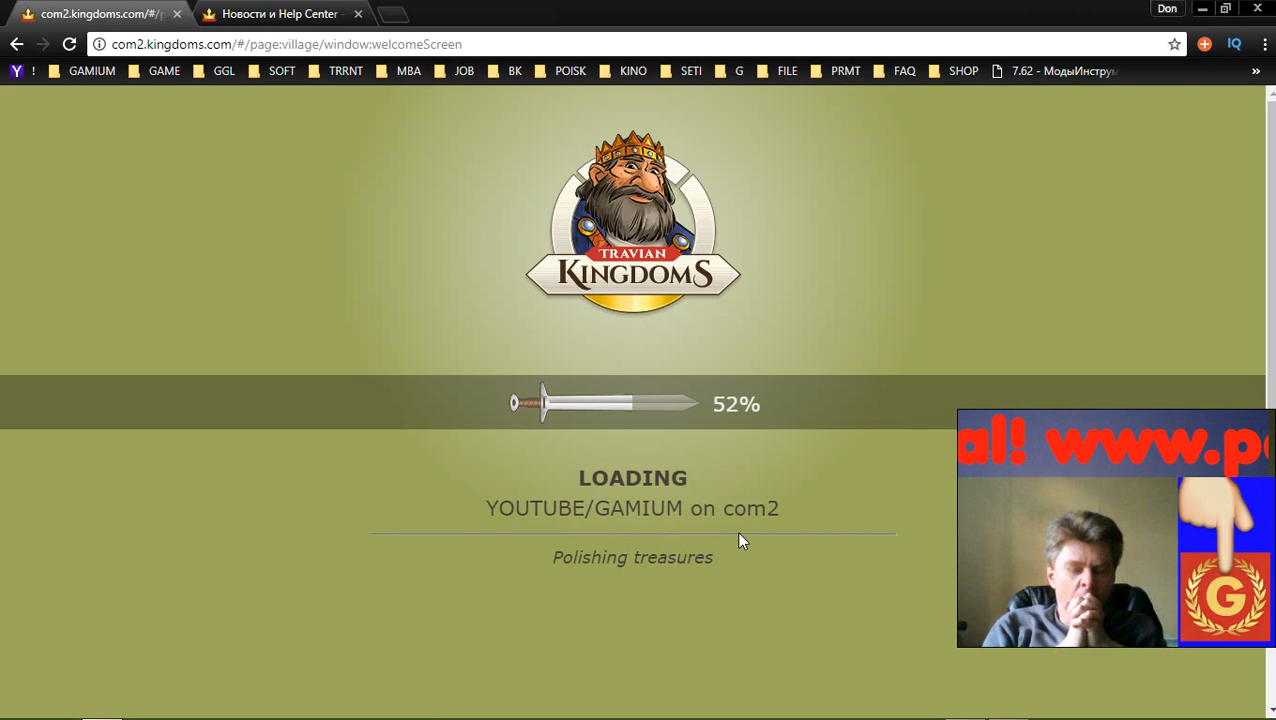 com2.kingdoms.com/#/p
Новости и Help Center -
Don
com2.kingdoms.com/#/page:village/window:welcomeScreen
IQ
Y ! GAMIUM GAME GGL SOFT TRRNT MBA JOB BK POISK KINO SETI G FILE PRMT FAQ SHOP 7.62 - МодыИнструм »
TRAVIAN
KINGDOMS
52%
al! www.p
LOADING
YOUTUBE/GAMIUM on com2
Polishing treasures
G